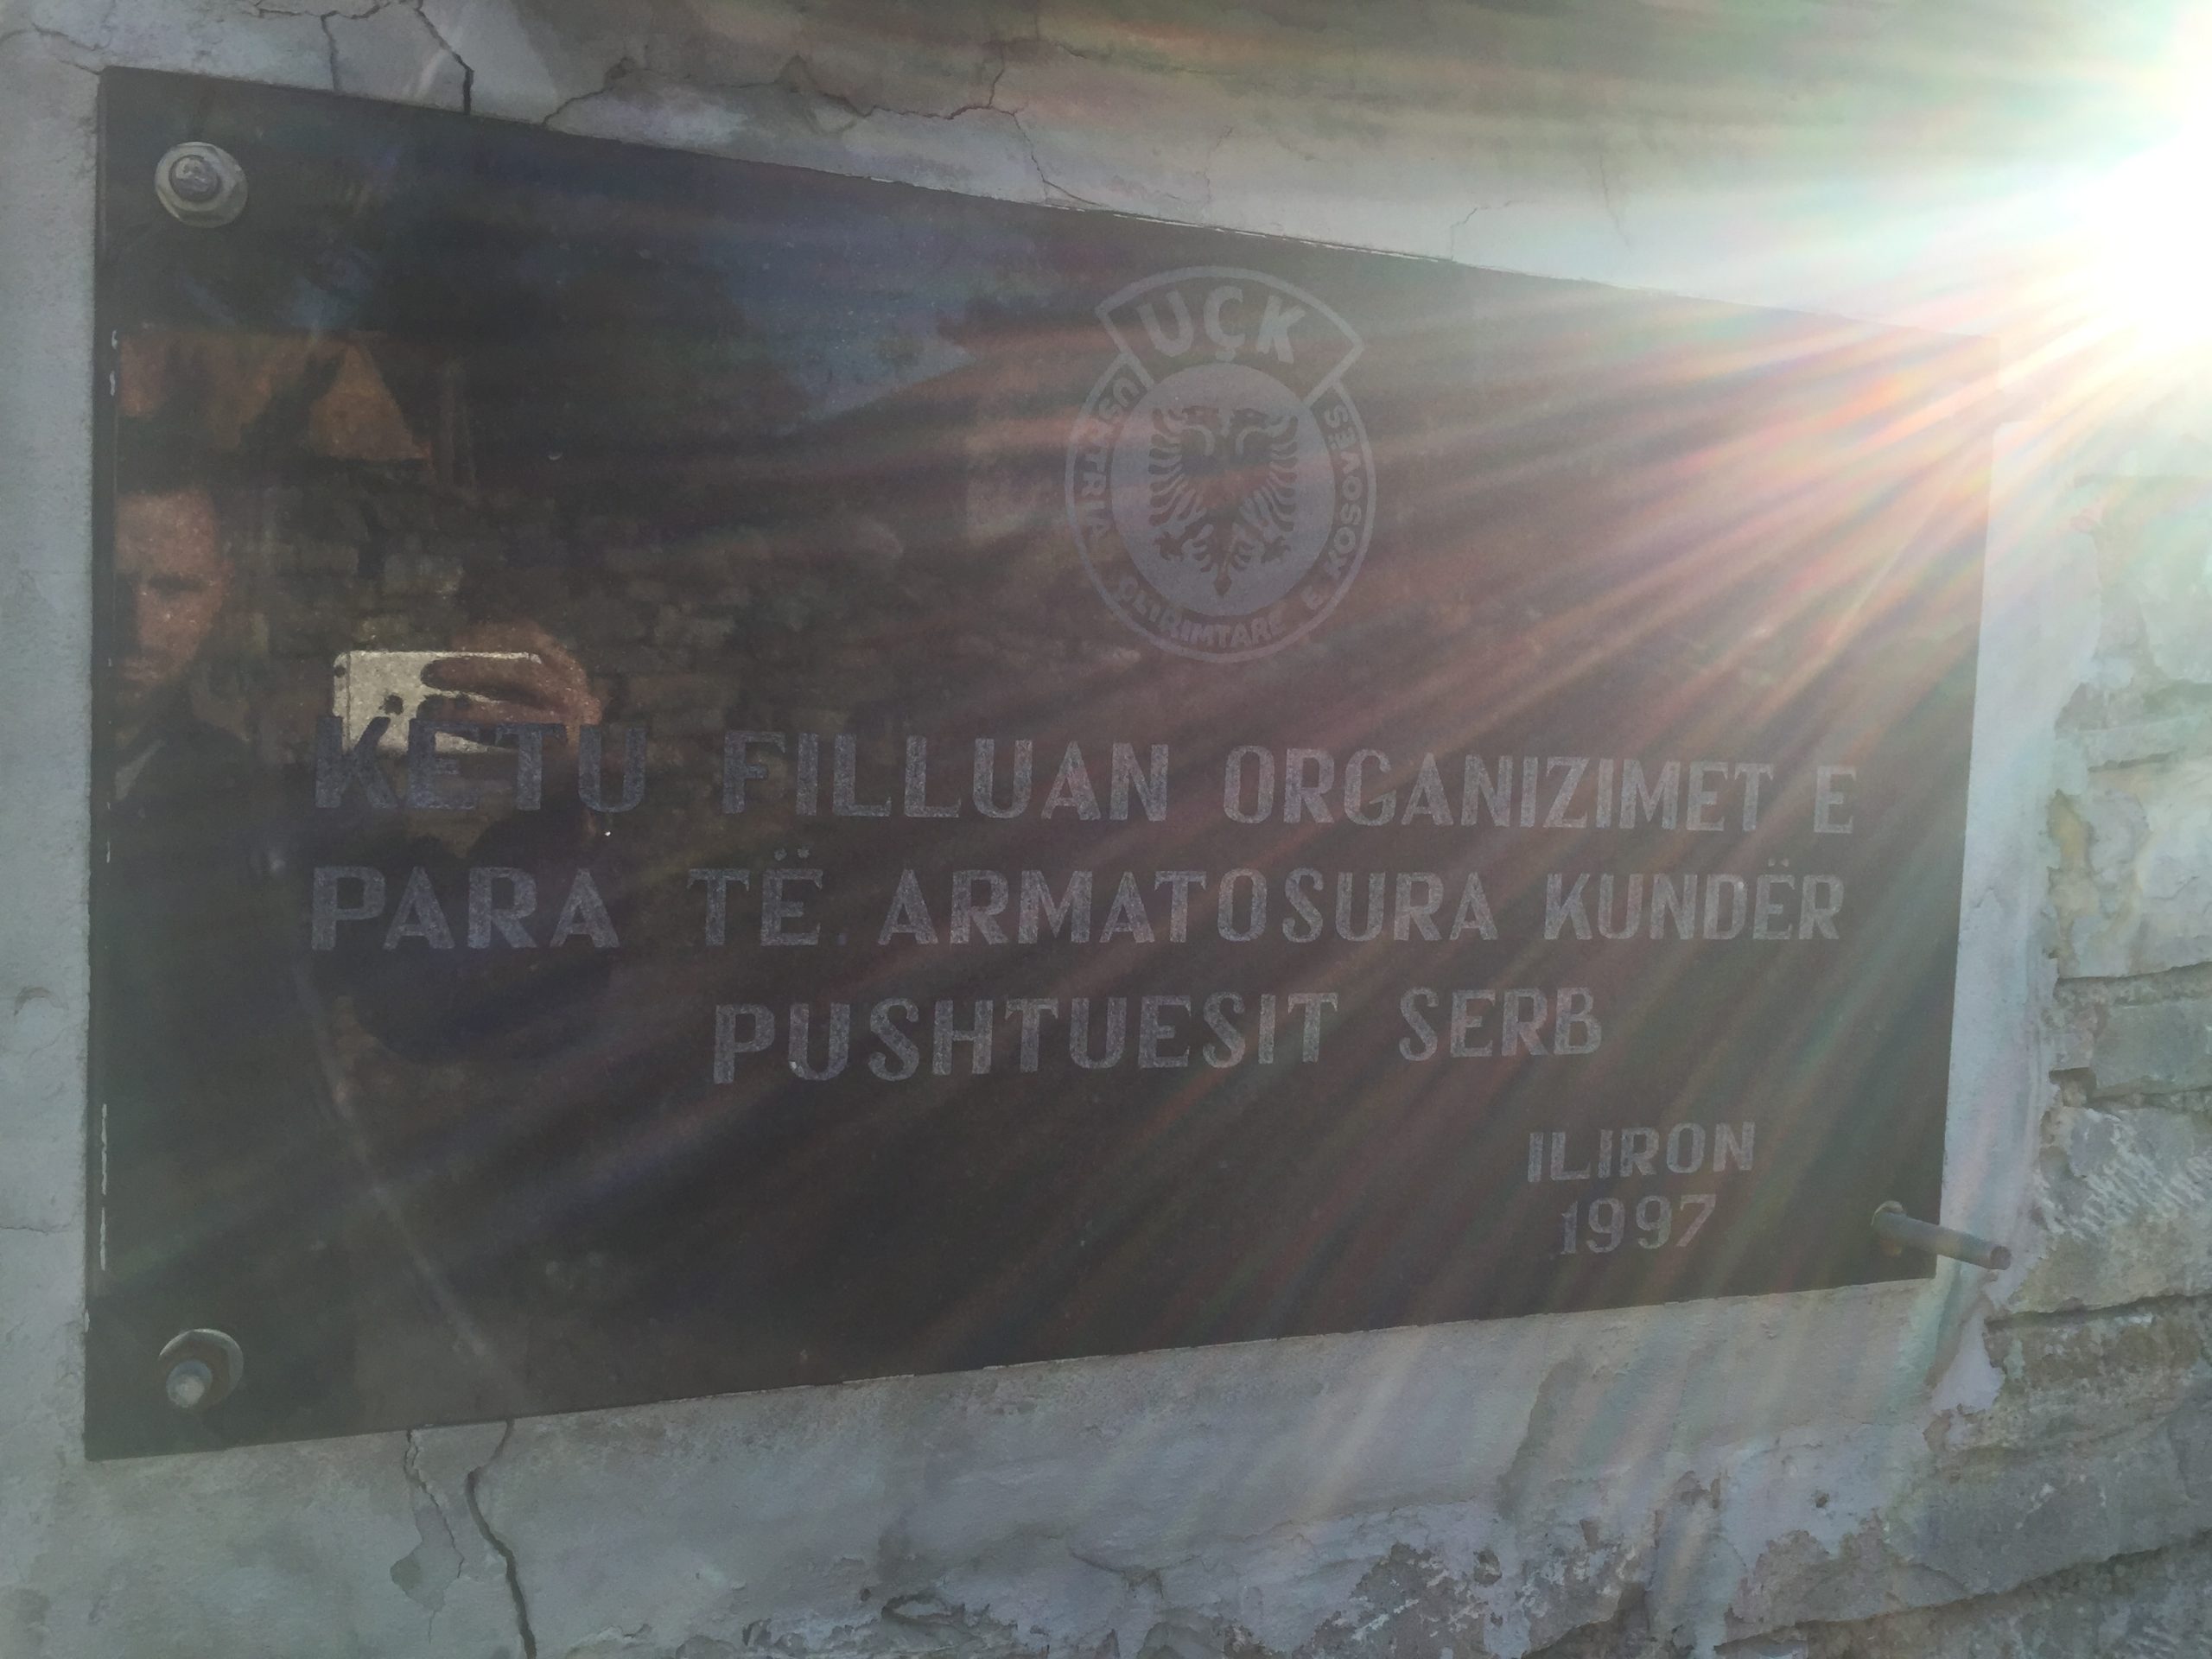 UÇK
USHTRIA ÇLIRIMTARE E KOSOVËS
KETU FILLUAN ORGANIZIMET E
PARA TË ARMATOSURA KUNDËR
PUSHTUESIT SERB
ILIRON
1997